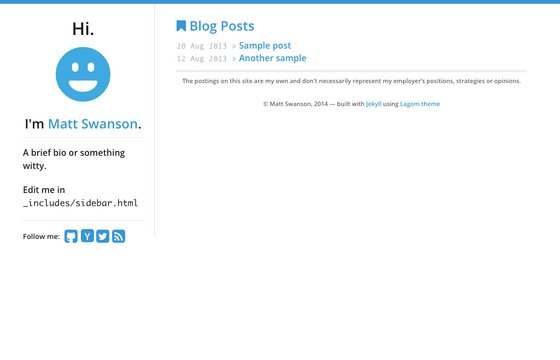 Hi.
I'm Matt Swanson.
A brief bio or something
witty.
Edit me in
_includes/sidebar.html
Follow me:
Blog Posts
20 Aug 2013 » Sample post
12 Aug 2013 » Another sample
The postings on this site are my own and don't necessarily represent my employer's positions, strategies or opinions.
© Matt Swanson, 2014 — built with Jekyll using Lagom theme